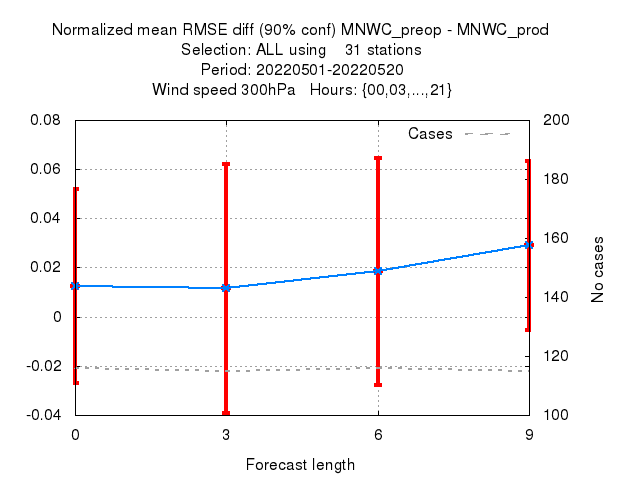 Normalized mean RMSE diff (90% conf) MNWC_preop - MNWC_prod
Selection: ALL using    31 stations
Period: 20220501-20220520
Wind speed 300hPa   Hours: {00,03,...,21}
0.08
0.06
0.04
0.02
0
-0.02
-0.04
Cases
200
180
160
140
120
100
No cases
0 3 6 9
Forecast length